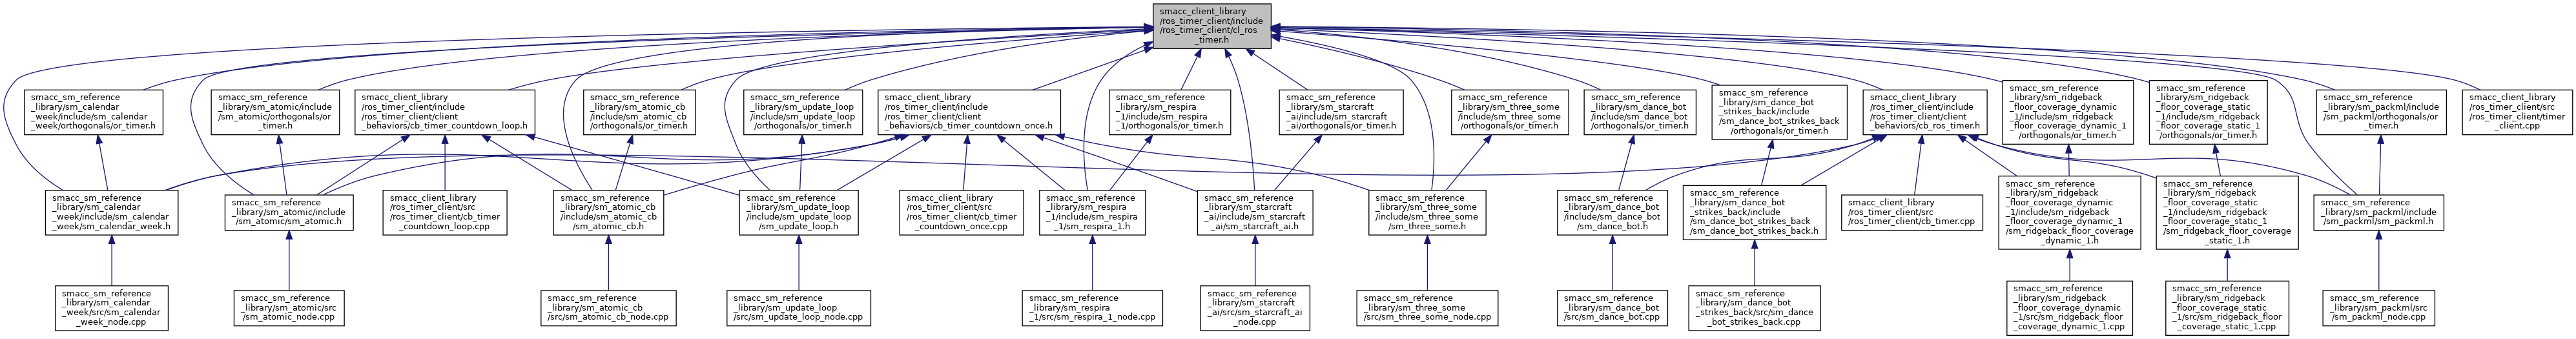 smacc_client_library
/ros_timer_client/include
/ros_timer_client/cl_ros
_timer.h
smacc_sm_reference
_library/sm_calendar
_week/include/sm_calendar
_week/orthogonals/or_timer.h
smacc_sm_reference
_library/sm_atomic/include
/sm_atomic/orthogonals/or
_timer.h
smacc_client_library
/ros_timer_client/include
/ros_timer_client/client
_behaviors/cb_timer_countdown_loop.h
smacc_sm_reference
_library/sm_atomic_cb
/include/sm_atomic_cb
/orthogonals/or_timer.h
smacc_sm_reference
_library/sm_update_loop
/include/sm_update_loop
/orthogonals/or_timer.h
smacc_client_library
/ros_timer_client/include
/ros_timer_client/client
_behaviors/cb_timer_countdown_once.h
smacc_sm_reference
_library/sm_respira
_1/include/sm_respira
_1/orthogonals/or_timer.h
smacc_sm_reference
_library/sm_starcraft
_ai/include/sm_starcraft
_ai/orthogonals/or_timer.h
smacc_sm_reference
_library/sm_three_some
/include/sm_three_some
/orthogonals/or_timer.h
smacc_sm_reference
_library/sm_dance_bot
/include/sm_dance_bot
/orthogonals/or_timer.h
smacc_sm_reference
_library/sm_dance_bot
_strikes_back/include
/sm_dance_bot_strikes_back
/orthogonals/or_timer.h
smacc_client_library
/ros_timer_client/include
/ros_timer_client/client
_behaviors/cb_ros_timer.h
smacc_sm_reference
_library/sm_ridgeback
_floor_coverage_dynamic
_1/include/sm_ridgeback
_floor_coverage_dynamic_1
/orthogonals/or_timer.h
smacc_sm_reference
_library/sm_ridgeback
_floor_coverage_static
_1/include/sm_ridgeback
_floor_coverage_static_1
/orthogonals/or_timer.h
smacc_sm_reference
_library/sm_packml/include
/sm_packml/orthogonals/or
_timer.h
smacc_client_library
/ros_timer_client/src
/ros_timer_client/timer
_client.cpp
smacc_sm_reference
_library/sm_calendar
_week/include/sm_calendar
_week/sm_calendar_week.h
smacc_sm_reference
_library/sm_atomic/include
/sm_atomic/sm_atomic.h
smacc_client_library
/ros_timer_client/src
/ros_timer_client/cb_timer
_countdown_loop.cpp
smacc_sm_reference
_library/sm_atomic_cb
/include/sm_atomic_cb
/sm_atomic_cb.h
smacc_sm_reference
_library/sm_update_loop
/include/sm_update_loop
/sm_update_loop.h
smacc_client_library
/ros_timer_client/src
/ros_timer_client/cb_timer
_countdown_once.cpp
smacc_sm_reference
_library/sm_respira
_1/include/sm_respira
_1/sm_respira_1.h
smacc_sm_reference
_library/sm_starcraft
_ai/include/sm_starcraft
_ai/sm_starcraft_ai.h
smacc_sm_reference
_library/sm_three_some
/include/sm_three_some
/sm_three_some.h
smacc_sm_reference
_library/sm_dance_bot
/include/sm_dance_bot
/sm_dance_bot.h
smacc_sm_reference
_library/sm_dance_bot
_strikes_back/include
/sm_dance_bot_strikes_back
/sm_dance_bot_strikes_back.h
smacc_client_library
/ros_timer_client/src
/ros_timer_client/cb_timer.cpp
smacc_sm_reference
_library/sm_ridgeback
_floor_coverage_dynamic
_1/include/sm_ridgeback
_floor_coverage_dynamic_1
/sm_ridgeback_floor_coverage
_dynamic_1.h
smacc_sm_reference
_library/sm_ridgeback
_floor_coverage_static
_1/include/sm_ridgeback
_floor_coverage_static_1
/sm_ridgeback_floor_coverage
_static_1.h
smacc_sm_reference
_library/sm_packml/include
/sm_packml/sm_packml.h
smacc_sm_reference
_library/sm_calendar
_week/src/sm_calendar
_week_node.cpp
smacc_sm_reference
_library/sm_atomic/src
/sm_atomic_node.cpp
smacc_sm_reference
_library/sm_atomic_cb
/src/sm_atomic_cb_node.cpp
smacc_sm_reference
_library/sm_update_loop
/src/sm_update_loop_node.cpp
smacc_sm_reference
_library/sm_respira
_1/src/sm_respira_1_node.cpp
smacc_sm_reference
_library/sm_starcraft
_ai/src/sm_starcraft_ai
_node.cpp
smacc_sm_reference
_library/sm_three_some
/src/sm_three_some_node.cpp
smacc_sm_reference
_library/sm_dance_bot
/src/sm_dance_bot.cpp
smacc_sm_reference
_library/sm_dance_bot
_strikes_back/src/sm_dance
_bot_strikes_back.cpp
smacc_sm_reference
_library/sm_ridgeback
_floor_coverage_dynamic
_1/src/sm_ridgeback_floor
_coverage_dynamic_1.cpp
smacc_sm_reference
_library/sm_ridgeback
_floor_coverage_static
_1/src/sm_ridgeback_floor
_coverage_static_1.cpp
smacc_sm_reference
_library/sm_packml/src
/sm_packml_node.cpp